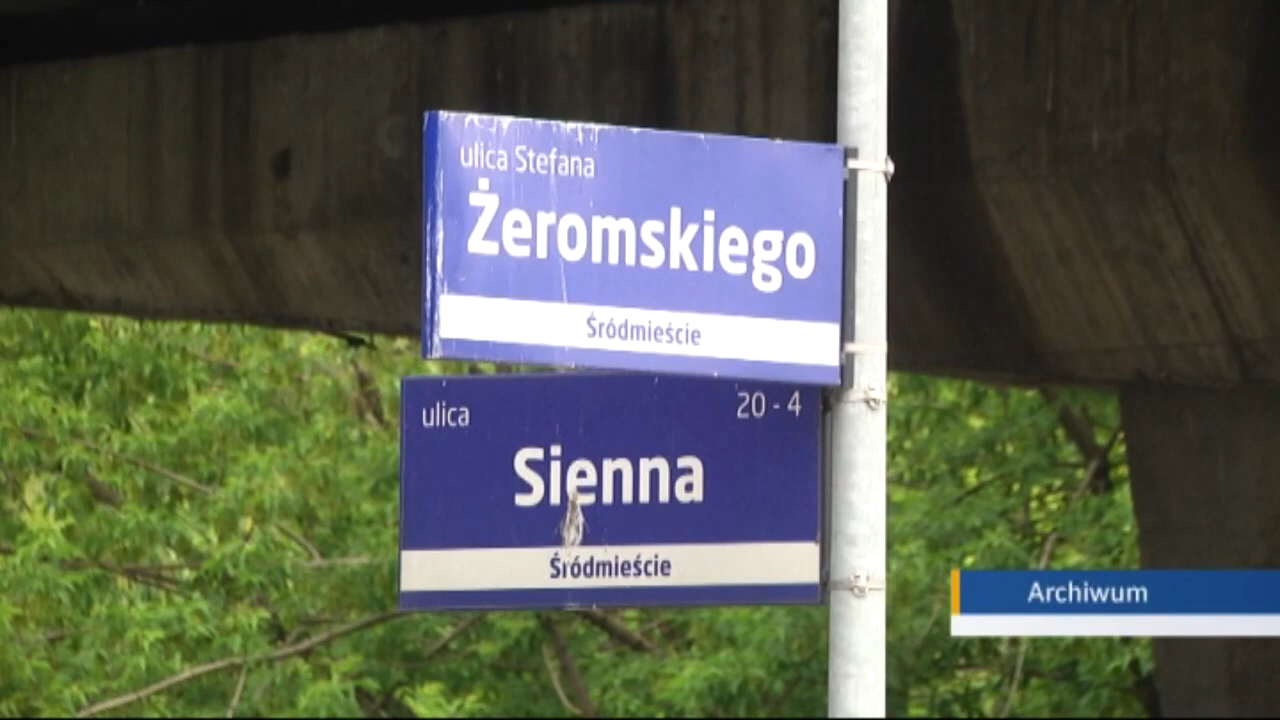 ulica Stefana
Żeromskiego
Śródmieście
ulica 20 - 4
Sienna
Śródmieście
Archiwum